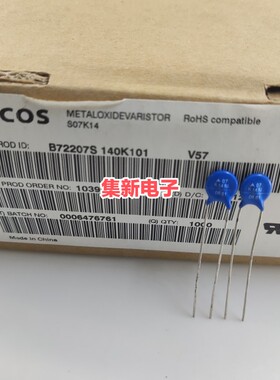 COS
METALOXIDEVARISTOR
RoHS compatible
S07K14
ROD ID:
B72207S 140K101
V57
PROD ORDER NO: 1039
D/C:
集新电子
T) BATCH NO:
0006476761
(Q) QTY:
1000
Made in China